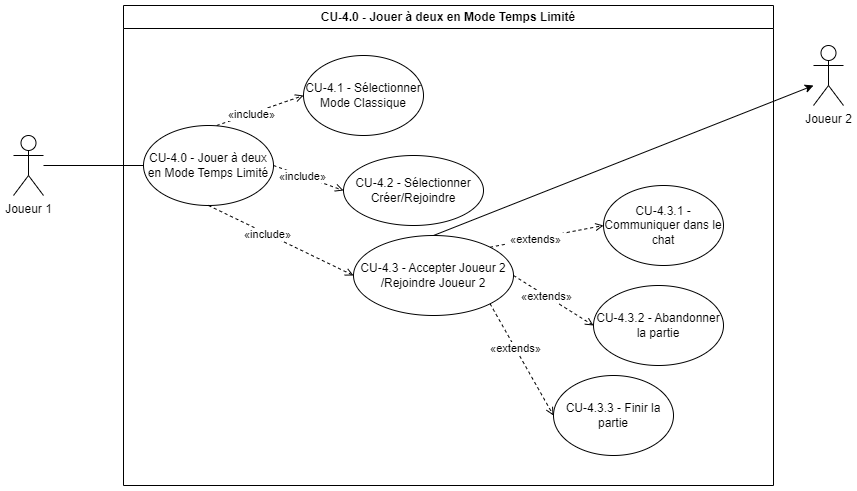 CU-4.0 - Jouer à deux en Mode Temps Limité
CU-4.1 - Sélectionner
Mode Classique
«include»
Joueur 2
CU-4.0 - Jouer à deux
en Mode Temps Limité
«include»
CU-4.2 - Sélectionner
Créer/Rejoindre
Joueur 1
«include»
CU-4.3 - Accepter Joueur 2
/Rejoindre Joueur 2
«extends»
CU-4.3.1 -
Communiquer dans le
chat
«extends»
CU-4.3.2 - Abandonner
la partie
«extends»
CU-4.3.3 - Finir la
partie